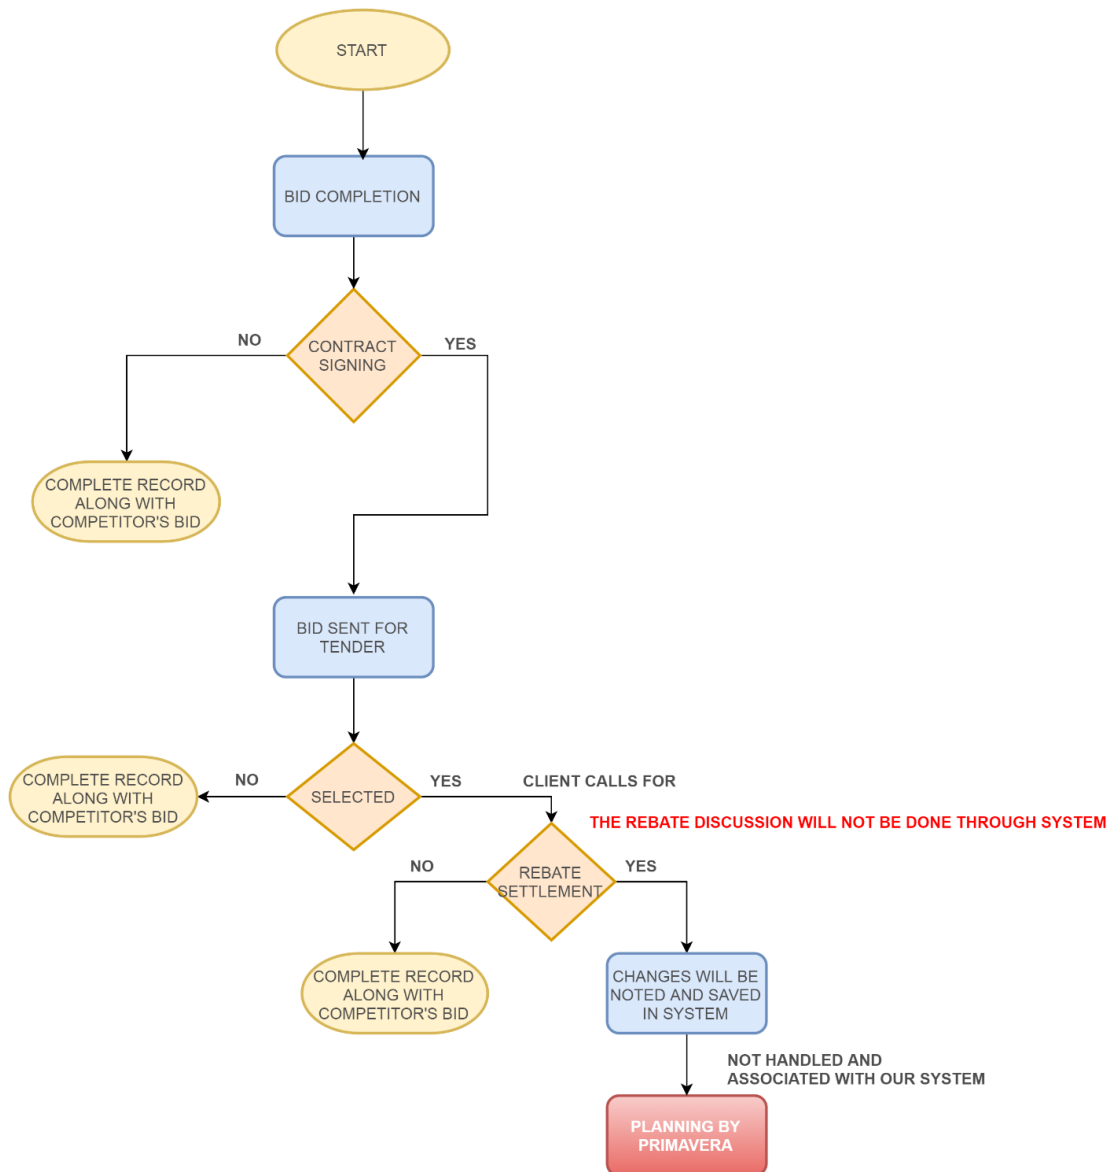 START
BID COMPLETION
NO
YES
CONTRACT
SIGNING
COMPLETE RECORD
ALONG WITH
COMPETITOR'S BID
BID SENT FOR
TENDER
COMPLETE RECORD
ALONG WITH
COMPETITOR'S BID
NO
SELECTED
YES
CLIENT CALLS FOR
THE REBATE DISCUSSION WILL NOT BE DONE THROUGH SYSTEM
NO
REBATE
SETTLEMENT
YES
COMPLETE RECORD
ALONG WITH
COMPETITOR'S BID
CHANGES WILL BE
NOTED AND SAVED
IN SYSTEM
NOT HANDLED AND
ASSOCIATED WITH OUR SYSTEM
PLANNING BY
PRIMAVERA